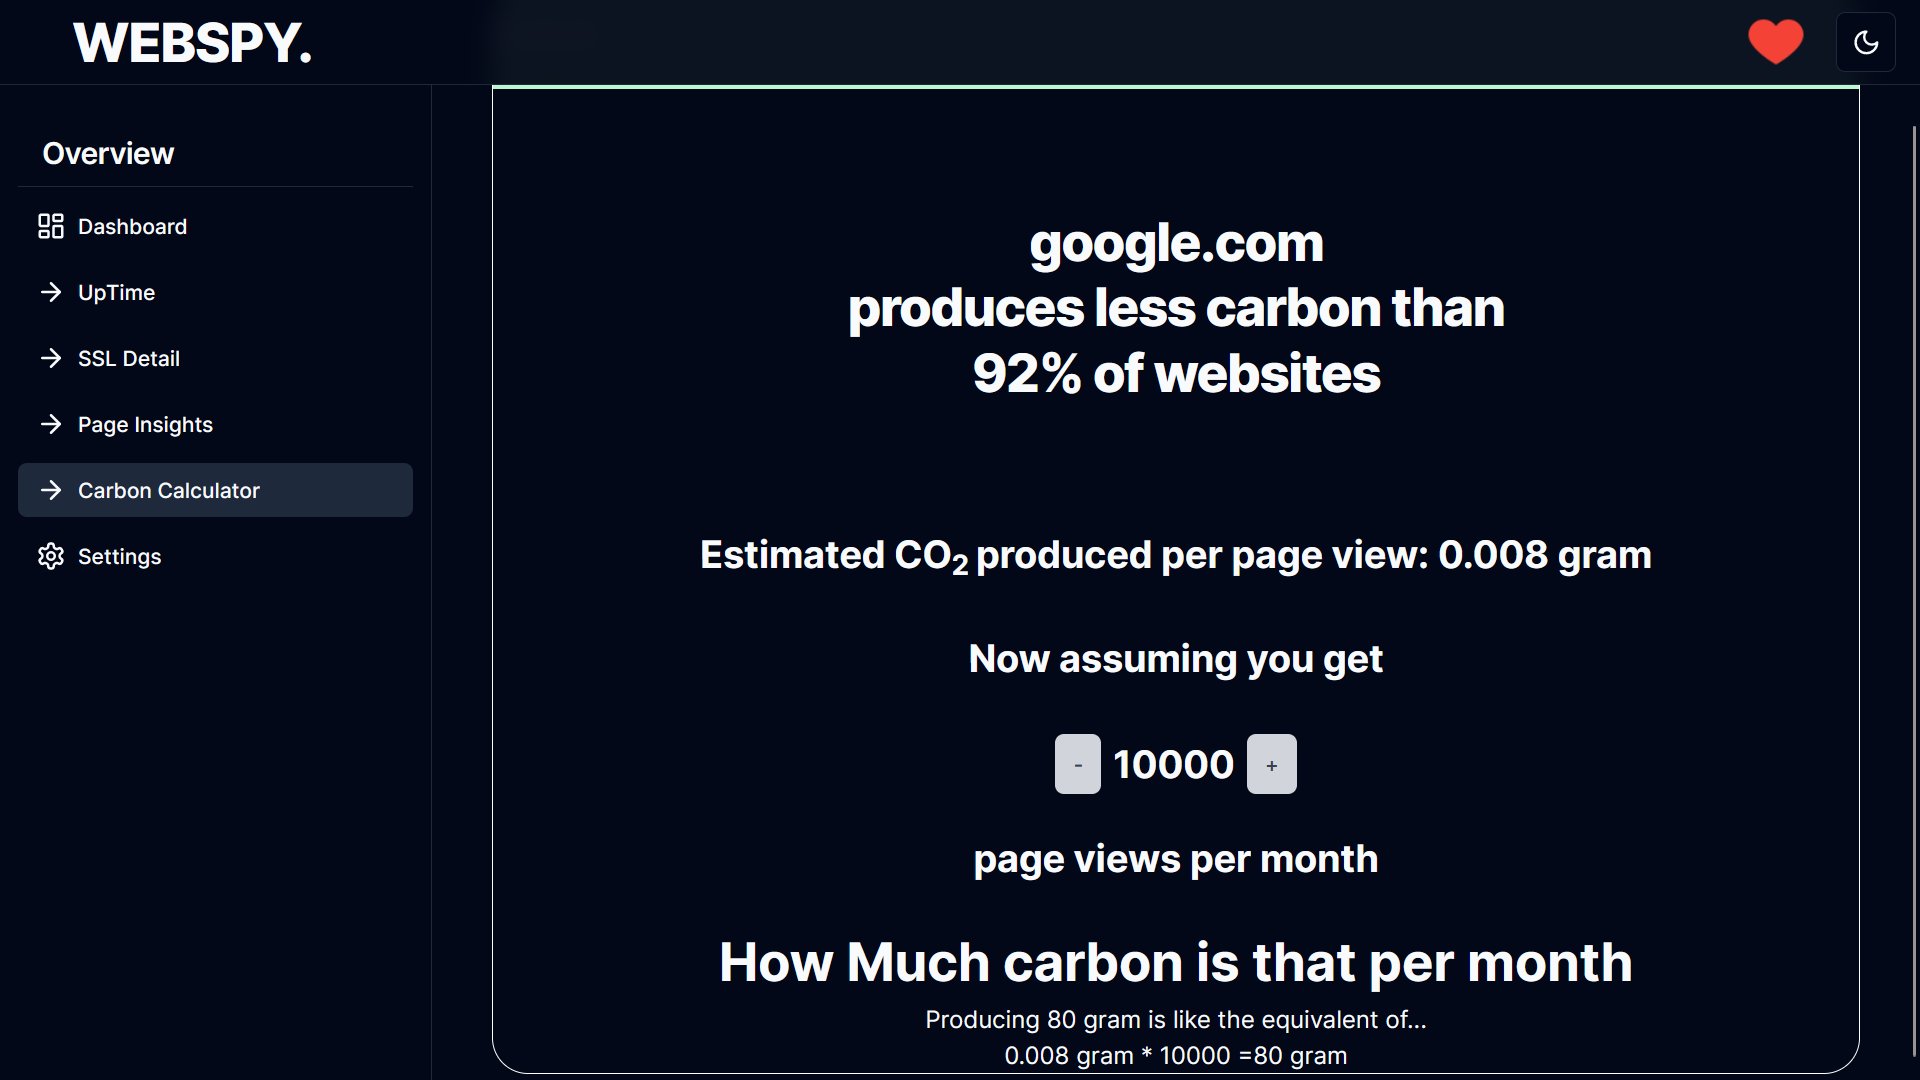 WEBSPY.
Overview
Dashboard
UpTime
SSL Detail
Page Insights
Carbon Calculator
Settings
google.com
produces less carbon than
92% of websites
Estimated CO₂ produced per page view: 0.008 gram
Now assuming you get
- 10000 +
page views per month
How Much carbon is that per month
Producing 80 gram is like the equivalent of...
0.008 gram * 10000 =80 gram